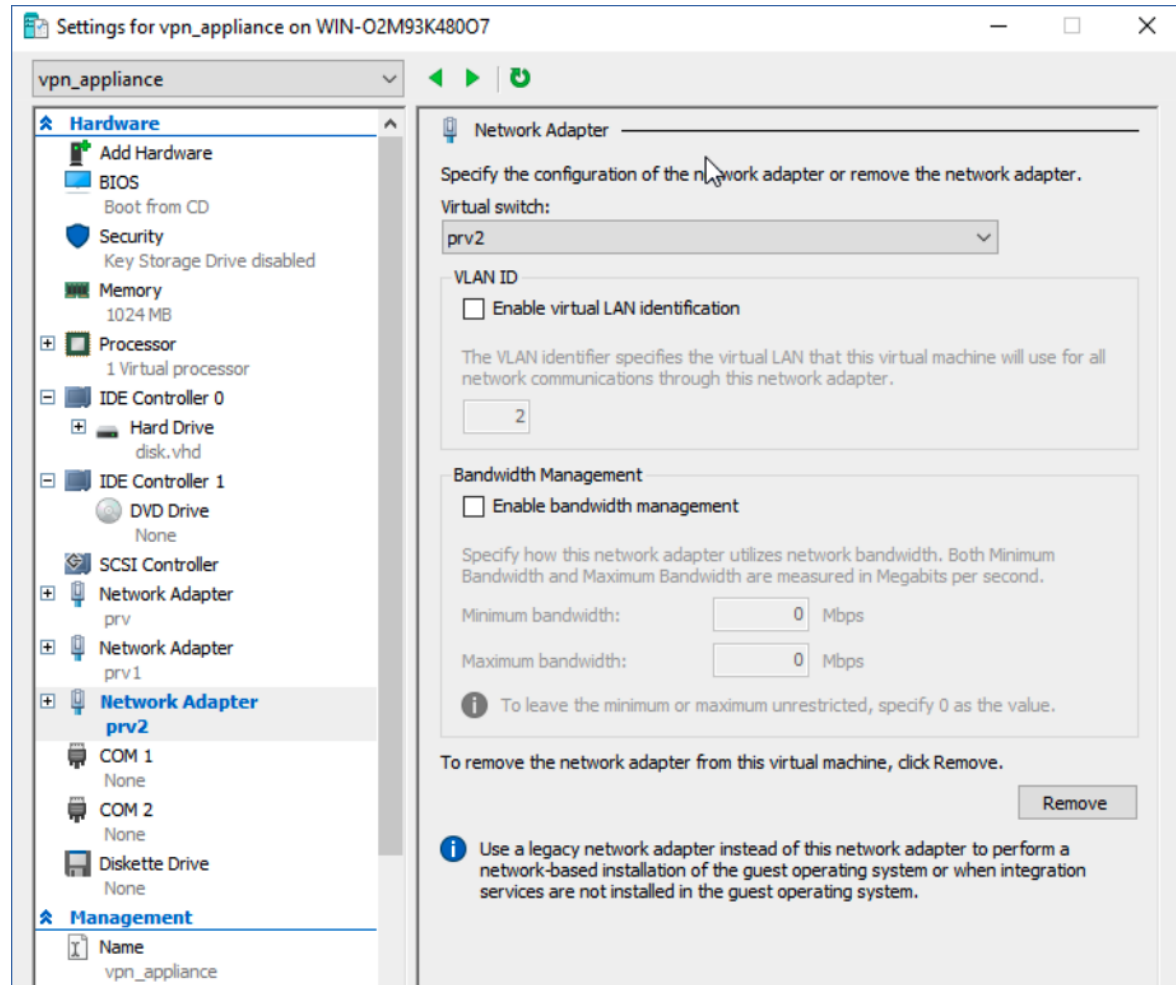 Settings for vpn_appliance on WIN-O2M93K480O7
vpn_appliance
Hardware
Add Hardware
BIOS
Boot from CD
Security
Key Storage Drive disabled
Memory
1024 MB
Processor
1 Virtual processor
IDE Controller 0
Hard Drive
disk.vhd
IDE Controller 1
DVD Drive
None
SCSI Controller
Network Adapter
prv
Network Adapter
prv1
Network Adapter
prv2
COM 1
None
COM 2
None
Diskette Drive
None
Management
Name
vpn_appliance
Network Adapter
Specify the configuration of the network adapter or remove the network adapter.
Virtual switch:
prv2
VLAN ID
Enable virtual LAN identification
The VLAN identifier specifies the virtual LAN that this virtual machine will use for all
network communications through this network adapter.
2
Bandwidth Management
Enable bandwidth management
Specify how this network adapter utilizes network bandwidth. Both Minimum
Bandwidth and Maximum Bandwidth are measured in Megabits per second.
Minimum bandwidth: 0 Mbps
Maximum bandwidth: 0 Mbps
To leave the minimum or maximum unrestricted, specify 0 as the value.
To remove the network adapter from this virtual machine, click Remove.
Remove
Use a legacy network adapter instead of this network adapter to perform a
network-based installation of the guest operating system or when integration
services are not installed in the guest operating system.